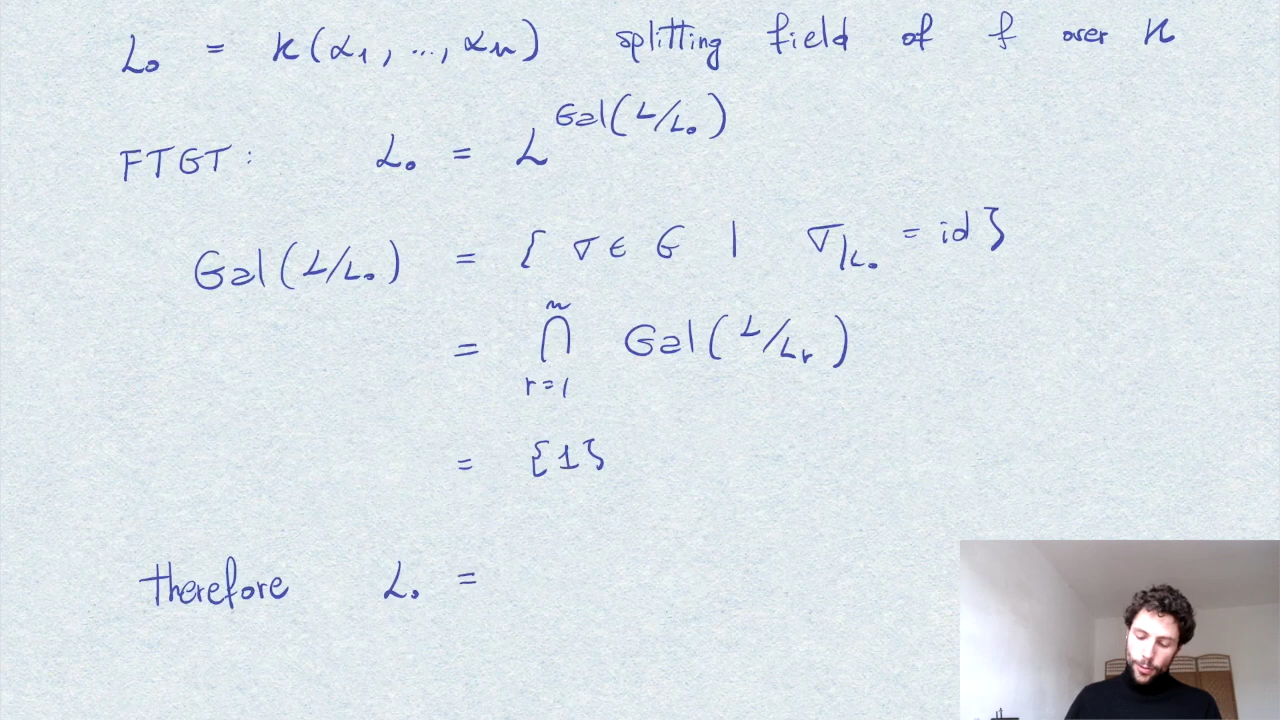 L₀ = K(α₁, ..., αₙ) splitting field of f over K
FTGT: L₀ = L^Gal(L/L₀)
Gal(L/L₀) = { σ ∈ G | σ|L₀ = id }
= ⋂ⁿᵣ₌₁ Gal(L/Lᵣ)
= {1}
therefore L₀ =